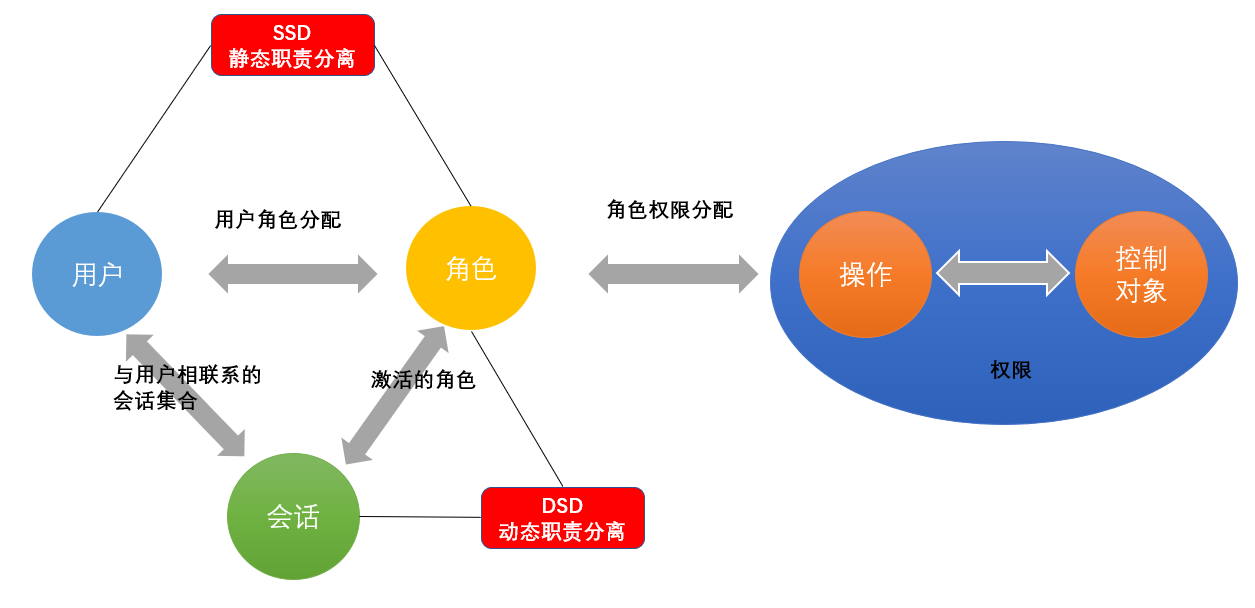 SSD
静态职责分离
用户角色分配
角色权限分配
用户
角色
操作
控制
对象
与用户相联系的
会话集合
激活的角色
权限
会话
DSD
动态职责分离